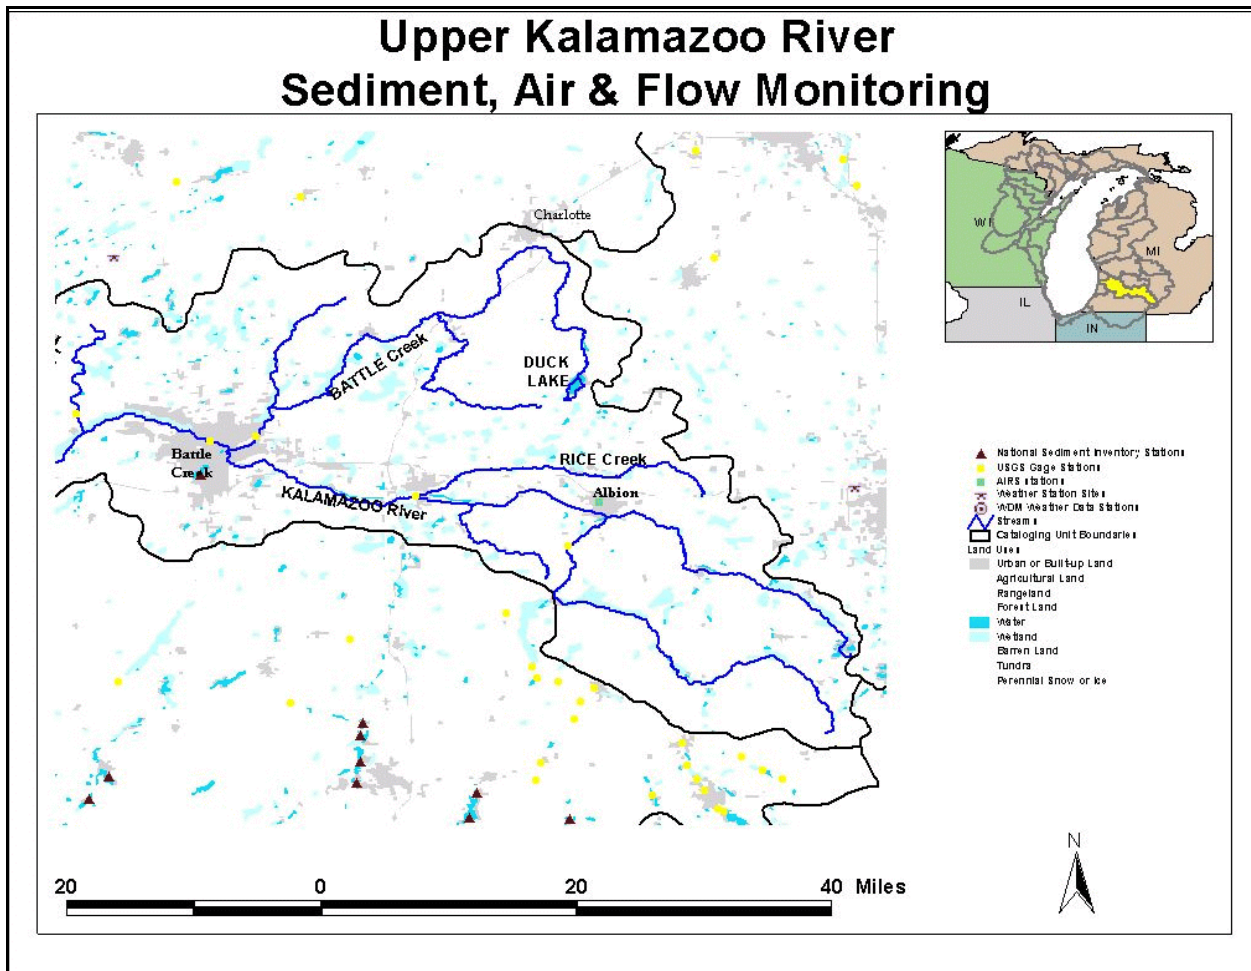 Upper Kalamazoo River
Sediment, Air & Flow Monitoring
Charlotte
BATTLE Creek
DUCK
LAKE
Battle
Creek
RICE Creek
KALAMAZOO River
Albion
WI
MI
IL
IN
National Sediment Inventory Stations
USGS Gage Stations
AIRS stations
Weather Station Sites
WDM Weather Data Stations
Streams
Cataloging Unit Boundaries
Land Uses
Urban or Built-up Land
Agricultural Land
Rangeland
Forest Land
Water
Wetland
Barren Land
Tundra
Perennial Snow or Ice
N
20 0 20 40 Miles